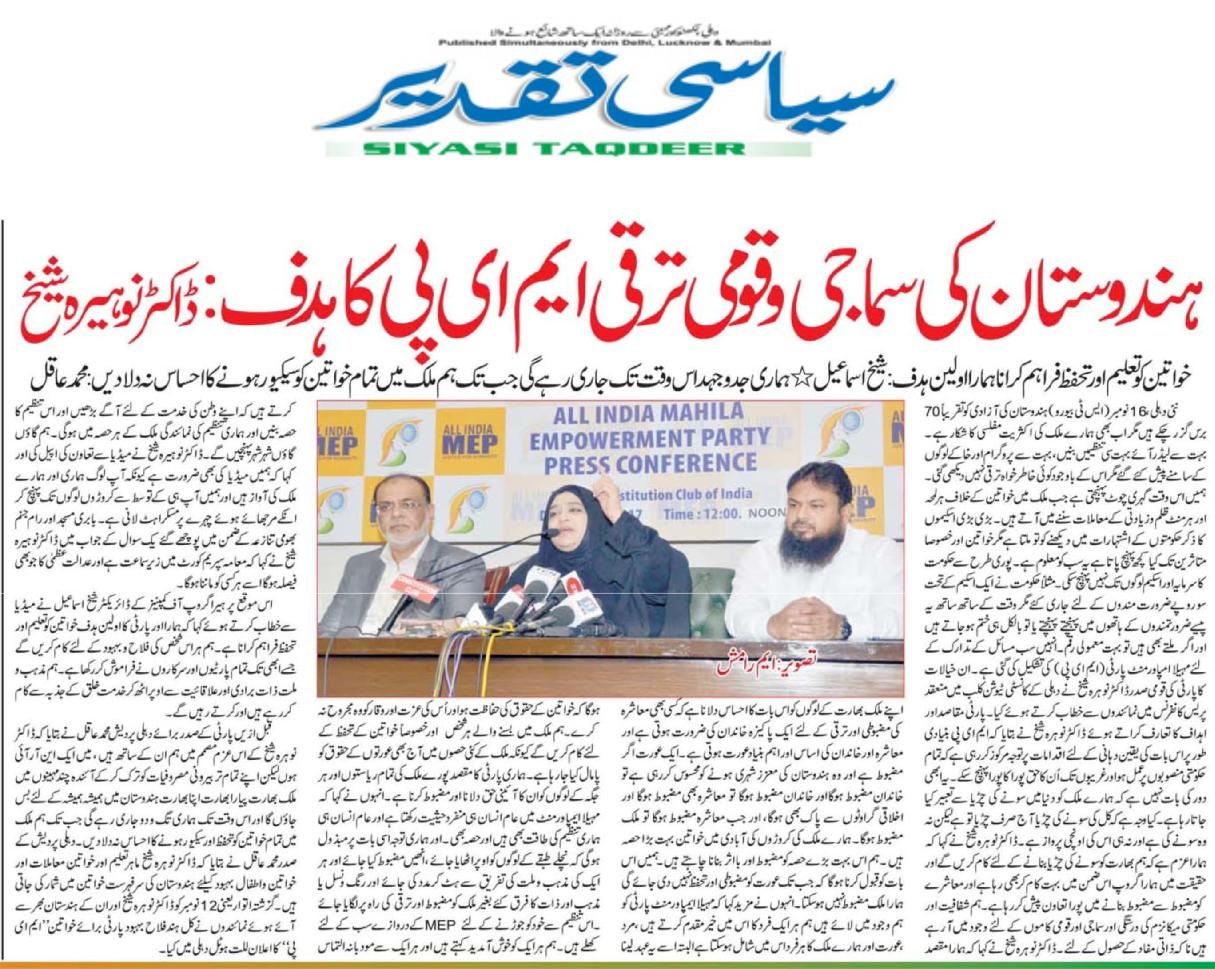 دہلی، لکھنؤ اور ممبئی سے روزانہ ایک ساتھ شائع ہونے والا
Published Simultaneously from Delhi, Lucknow & Mumbai
سیاسی تقدیر
SIYASI TAQDEER
ہندوستان کی سماجی و قومی ترقی ایم ای پی کا ہدف: ڈاکٹر نوہیرہ شیخ
خواتین کو تعلیم اور تحفظ فراہم کرانا ہمارا اولین ہدف: شیخ اسماعیل ☆ ہماری جدوجہد اس وقت تک جاری رہے گی جب تک ہم ملک میں تمام خواتین کو سیکیور ہونے کا احساس نہ دلا دیں: محمد عاقل
نئی دہلی، 16 نومبر (ایس ٹی بیورو) ہندوستان کی آزادی کو تقریباً 70
برس گزر چکے ہیں مگر اب بھی ہمارے ملک کی اکثریت مفلسی کا شکار ہے۔
بہت سے لیڈر آئے بہت سی تنظیمیں بنیں، بہت سے پروگرام اور خاکے لوگوں
کے سامنے پیش کئے گئے مگر اس کے باوجود کوئی خاطر خواہ ترقی نہیں دیکھی گئی۔
ہمیں اس وقت گہری چوٹ پہنچتی ہے جب ملک میں خواتین کے خلاف ہر لمحہ
اور ہر منٹ ظلم و زیادتی کے معاملات سننے میں آتے ہیں۔ بڑی بڑی اسکیموں
کا ذکر حکومتوں کے اشتہارات میں دیکھنے کو تو ملتا ہے مگر خواتین اور خصوصا
متاثرین تک کیا کچھ پہنچ پاتا ہے یہ سب کو معلوم ہے۔ پوری طرح سے حکومت
کا سرمایہ اور اسکیم لوگوں تک نہیں پہنچ سکی۔ مثلاً حکومت نے ایک اسکیم کے تحت
سو روپے ضرورت مندوں کے لئے جاری کئے مگر وقت کے ساتھ ساتھ یہ
پیسے ضرورتمندوں کے ہاتھوں میں پہنچتے پہنچتے یا تو بالکل ہی ختم ہو جاتے ہیں
اور اگر ملتے بھی ہیں تو بہت معمولی رقم۔ انہیں سب مسائل کے تدارک کے
لئے مہیلا امپاورمنٹ پارٹی (ایم ای پی) کی تشکیل کی گئی ہے۔ ان خیالات
کا پارٹی کی قومی صدر ڈاکٹر نوہیرہ شیخ نے دہلی کے کانسٹی ٹیوشن کلب میں منعقد
پریس کانفرنس میں نمائندوں سے خطاب کرتے ہوئے کیا۔ پارٹی مقاصد اور
اہداف کا تعارف کراتے ہوئے ڈاکٹر نوہیرہ شیخ نے بتایا کہ ایم ای پی بنیادی
طور پر اس بات کی یقین دہانی کے لئے اقدامات پر توجہ مرکوز کر رہی ہے کہ تمام
حکومتی منصوبوں پر عمل ہو اور غریبوں تک اُن کا حق پورا کا پورا پہنچ سکے۔ یہ ابھی
دور کی بات نہیں ہے کہ ہمارے ملک کو دنیا میں سونے کی چڑیا سے تعبیر کیا
جاتا رہا ہے۔ کیا وجہ ہے کہ کل کی سونے کی چڑیا آج صرف چڑیا تو ہے لیکن نہ
وہ سونے کی ہے اور نہ ہی اس کی اونچی پرواز ہے۔ ڈاکٹر نوہیرہ شیخ نے کہا کہ
ہمارا عزم ہے کہ ہم بھارت کو سونے کی چڑیا بنانے کے لئے کام کریں گے اور
حقیقت میں ہمارا گروپ اس ضمن میں بہت کام کر بھی رہا ہے اور معاشرے
کو مضبوط سے مضبوط بنانے میں پورا تعاون پیش کر رہا ہے۔ ہم شفافیت اور
میکانزم کی درستگی اور سماجی اور قومی کاموں کے لئے وجود میں آ رہے
ہیں نا کہ ذاتی مفاد کے حصول کے لئے۔ ڈاکٹر نوہیرہ شیخ نے کہا کہ ہمارا مقصد
ALL INDIA MAHILA
EMPOWERMENT PARTY
PRESS CONFERENCE
stitution Club of India
17 Time : 12:00. NOON
ALL INDIA
MEP
تصویر: ایم رامش
اپنے ملک بھارت کے لوگوں کو اس بات کا احساس دلانا ہے کہ کسی بھی معاشرہ
کی مضبوطی اور ترقی کے لئے ایک پاکیزہ خاندان کی ضرورت ہوتی ہے اور
معاشرہ اور خاندان کی اساس اور اہم بنیاد عورت ہوتی ہے۔ ایک عورت اگر
مضبوط ہے اور وہ ہندوستان کی معزز شہری ہونے کو محسوس کر رہی ہے تو
خاندان مضبوط ہوگا اور خاندان مضبوط ہوگا تو معاشرہ بھی مضبوط ہوگا اور
اخلاقی گراوٹوں سے پاک بھی ہوگا، اور جب معاشرہ مضبوط ہوگا تو ملک
مضبوط ہوگا۔ ہمارے ملک کی کروڑوں کی آبادی میں خواتین بہت بڑا حصہ
ہیں۔ ہم اس بہت بڑے حصہ کو مضبوط اور با اثر بنانا چاہتے ہیں۔ ہمیں اس
بات کو قبول کرنا ہوگا کہ جب تک عورت کو مضبوطی اور تحفظ نہیں دی جائے گی
ہمارا ملک مضبوط نہیں ہو سکتا۔ انہوں نے مزید کہا کہ مہیلا ایمپاورمنٹ پارٹی کو
ہم وجود میں لائے ہیں ہم ہر ایک فرد کا اس میں خیر مقدم کرتے ہیں، مرد
عورت اور ہمارے ملک کا ہر فرد اس میں شامل ہو سکتا ہے البتہ اسے یہ عہد لینا
ہوگا کہ خواتین کے حقوق کی حفاظت ہو اور اُس کی عزت اور وقار کو وہ مجروح نہ
کرے۔ ہم ملک میں بسنے والے ہر شخص اور خصوصاً خواتین کے تحفظ کے
لئے کام کریں گے کیونکہ ملک کے کئی حصوں میں آج بھی عورتوں کے حقوق کو
پامال کیا جا رہا ہے۔ ہماری پارٹی کا مقصد پورے ملک کی تمام ریاستوں اور ہر
جگہ کے لوگوں کو ان کا آئینی حق دلانا اور مضبوط کرنا ہے۔ انہوں نے کہا کہ
مہیلا ایمپاورمنٹ میں عام انسان ہی منفرد حیثیت رکھتا ہے اور عام انسان ہی
ہماری تنظیم کی طاقت بھی ہیں اور حصہ بھی۔ اور ہماری توجہ اسی بات پر مبذول
ہوگی کہ نچلے طبقے کے لوگوں کو اوپر اٹھایا جائے، اُنھیں مضبوط کیا جائے اور ہر
ایک کی مذہب و ملت کی تفریق سے ہٹ کر مدد کی جائے اور رنگ و نسل یا
مذہب اور ذات کا فرق کئے بغیر ملک کو مضبوط اور ترقی کی راہ پر لگایا جائے
۔اس تنظیم سے خود کو جوڑنے کے لئے MEP کے دروازے سب کے لئے
کھلے ہیں۔ ہم ہر ایک کو خوش آمدید کہتے ہیں اور ہر ایک سے مودبانہ التماس
کرتے ہیں کہ اپنے وطن کی خدمت کے لئے آگے بڑھیں اور اس تنظیم کا
حصہ بنیں اور ہماری تنظیم کی نمائندگی ملک کے ہر حصہ میں ہوگی۔ ہم گاؤں
گاؤں شہر شہر پہنچیں گے۔ ڈاکٹر نوہیرہ شیخ نے میڈیا سے تعاون کی اپیل کی اور
کہا کہ ہمیں میڈیا کی بھی ضرورت ہے کیونکہ آپ لوگ ہماری اور ہمارے
ملک کی آواز ہیں اور ہمیں آپ ہی کے توسط سے کروڑوں لوگوں تک پہنچ کر
انکے مرجھائے ہوئے چہرے پر مسکراہٹ لانی ہے۔ بابری مسجد اور رام جنم
بھومی تنازعہ کے ضمن میں پوچھے گئے ایک سوال کے جواب میں ڈاکٹر نوہیرہ
شیخ نے کہا کہ معاملہ سپریم کورٹ میں زیر سماعت ہے اور عدالت عظمیٰ کا جو بھی
فیصلہ ہوگا اسے ہر کسی کو ماننا ہوگا۔
اس موقع پر ہیرا گروپ آف کمپنیز کے ڈائریکٹر شیخ اسماعیل نے میڈیا
سے خطاب کرتے ہوئے کہا کہ ہمارا اور پارٹی کا اولین ہدف خواتین کو تعلیم اور
تحفظ فراہم کرانا ہے۔ ہم ہر اس شخص کی فلاح و بہبود کے لئے کام کریں گے
جسے ابھی تک تمام پارٹیوں اور سرکاروں نے فراموش کر رکھا ہے۔ ہم مذہب و
ملت ذات برادری اور علاقائیت سے اوپر اٹھ کر خدمت خلق کے جذبہ سے کام
کر رہے ہیں اور کرتے رہیں گے۔
قبل ازیں پارٹی کے صدر برائے دہلی پردیش محمد عاقل نے بتایا کہ ڈاکٹر
نوہیرہ شیخ کے اس عزم مصمم میں ہم ان کے ساتھ ہیں، میں ایک این آر آئی
ہوں لیکن اپنے تمام تر بیرونی مصروفیات کو ترک کر کے آئندہ چند مہینوں میں
ملک بھارت پیارا بھارت اپنا بھارت ہندوستان میں ہمیشہ ہمیشہ کے لئے بس
جاؤں گا اور اس وقت تک ہماری تگ و دو جاری رہے گی جب تک ہم ملک
میں تمام خواتین کو تحفظ اور سیکیور ہونے کا احساس نہ دلا دیں۔ دہلی پردیش کے
صدر محمد عاقل نے بتایا کہ ڈاکٹر نوہیرہ شیخ ماہر تعلیم اور خواتین معاملات اور
خواتین و اطفال بہبود کیلئے ہندوستان کی سرفہرست خواتین میں شمار کی جاتی
ہیں۔ گزشتہ اتوار یعنی 12 نومبر کو ڈاکٹر نوہیرہ شیخ اور ان کے ہندستان بھر سے
آئے ہوئے نمائندوں نے کل ہند فلاح بہبود پارٹی برائے خواتین ”ایم ای
پی“ کا اعلان للت ہوٹل دہلی میں کیا۔